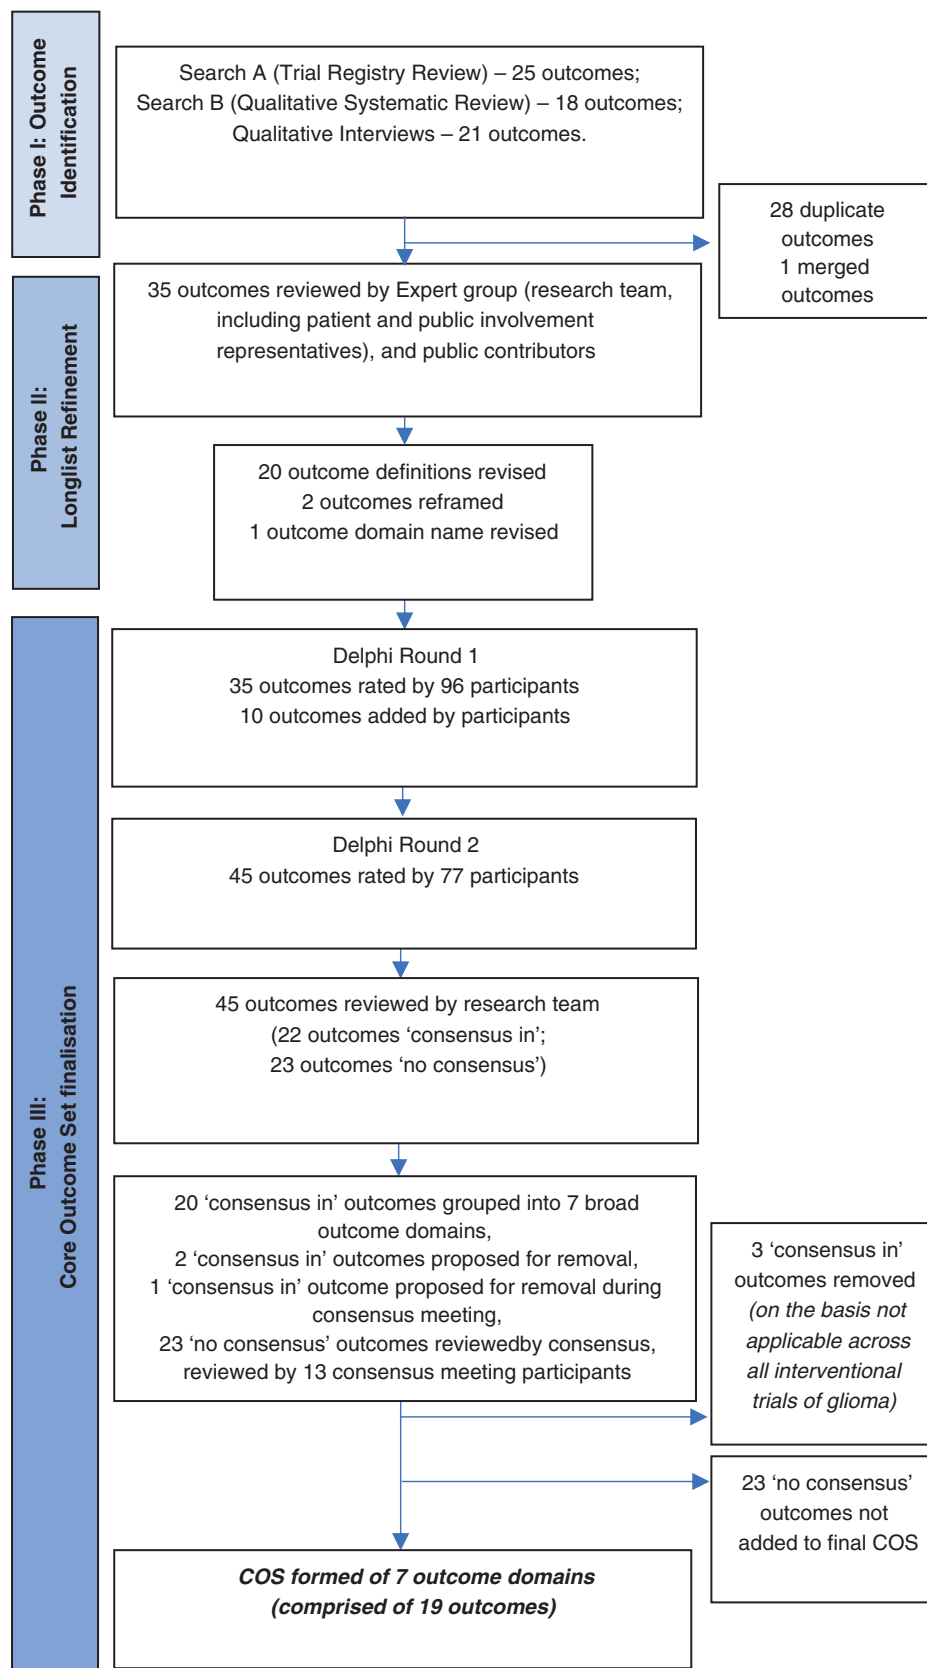 Phase I: Outcome
Identification
Search A (Trial Registry Review) – 25 outcomes;
Search B (Qualitative Systematic Review) – 18 outcomes;
Qualitative Interviews – 21 outcomes.
28 duplicate
outcomes
1 merged
outcomes
Phase II:
Longlist Refinement
35 outcomes reviewed by Expert group (research team,
including patient and public involvement
representatives), and public contributors
20 outcome definitions revised
2 outcomes reframed
1 outcome domain name revised
Phase III:
Core Outcome Set finalisation
Delphi Round 1
35 outcomes rated by 96 participants
10 outcomes added by participants
Delphi Round 2
45 outcomes rated by 77 participants
45 outcomes reviewed by research team
(22 outcomes ‘consensus in’;
23 outcomes ‘no consensus’)
20 ‘consensus in’ outcomes grouped into 7 broad
outcome domains,
2 ‘consensus in’ outcomes proposed for removal,
1 ‘consensus in’ outcome proposed for removal during
consensus meeting,
23 ‘no consensus’ outcomes reviewedby consensus,
reviewed by 13 consensus meeting participants
3 ‘consensus in’
outcomes removed
(on the basis not
applicable across
all interventional
trials of glioma)
23 ‘no consensus’
outcomes not
added to final COS
COS formed of 7 outcome domains
(comprised of 19 outcomes)